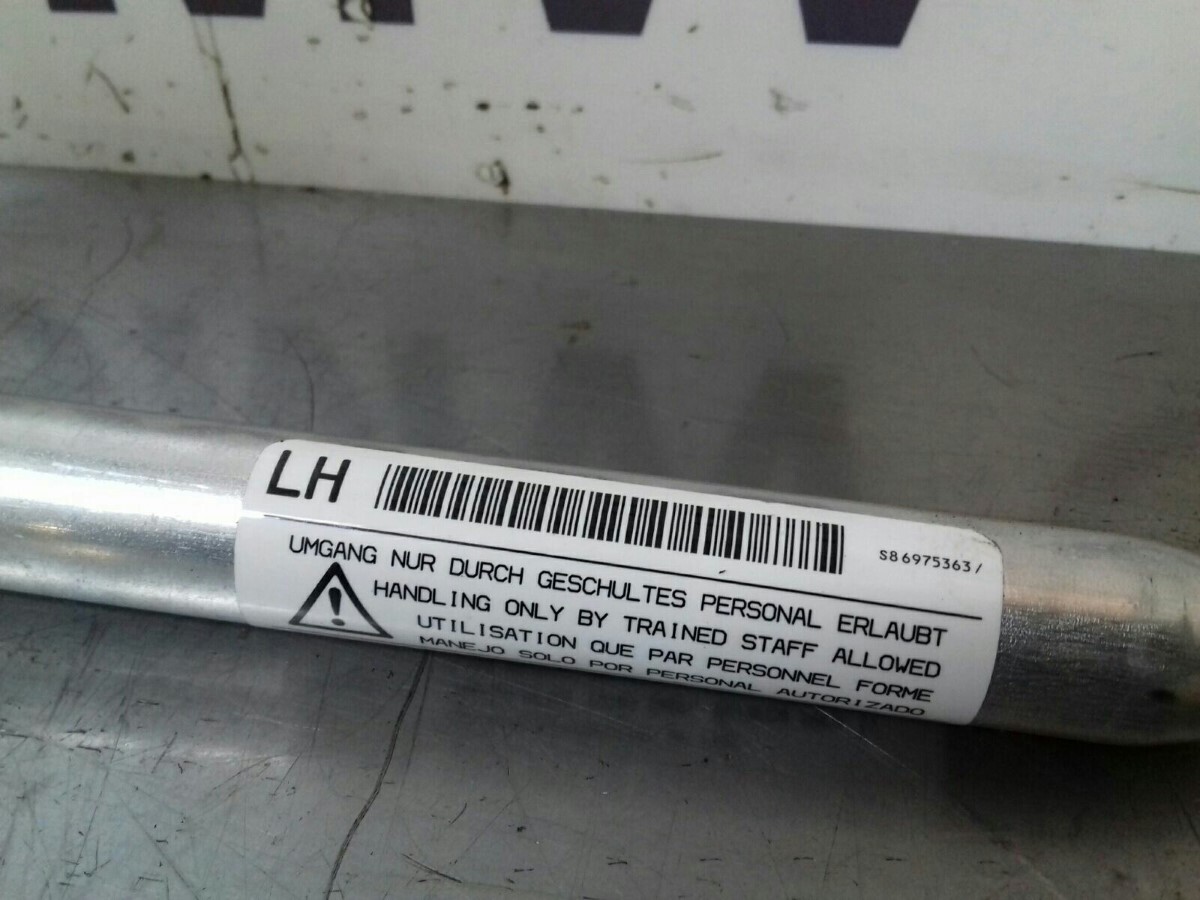 LH
S86975363/
UMGANG NUR DURCH GESCHULTES PERSONAL ERLAUBT
HANDLING ONLY BY TRAINED STAFF ALLOWED
UTILISATION QUE PAR PERSONNEL FORME
MANEJO SOLO POR PERSONAL AUTORIZADO